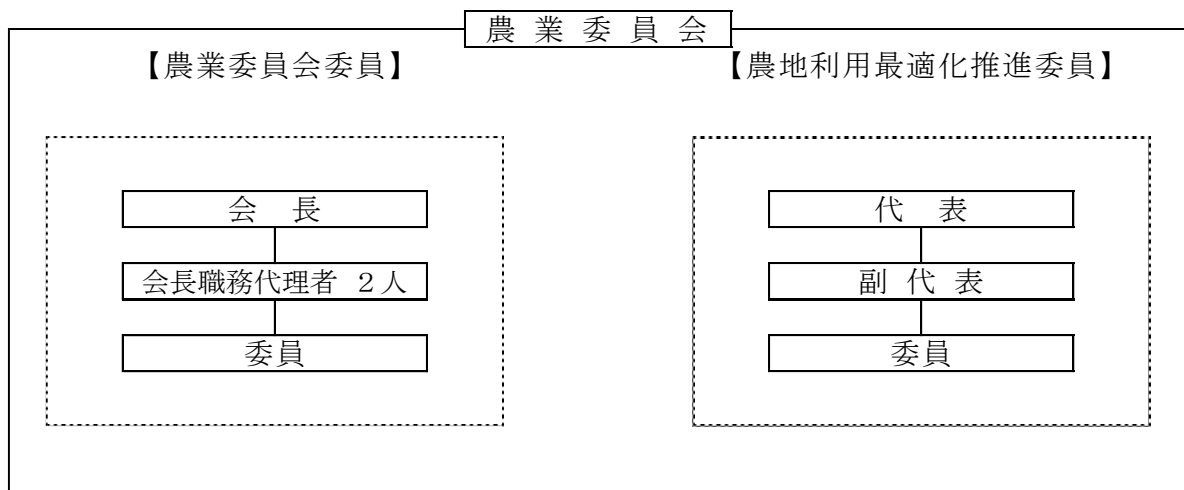 農業委員会
【農業委員会委員】
会長
会長職務代理者 2人
委員
【農地利用最適化推進委員】
代表
副代表
委員